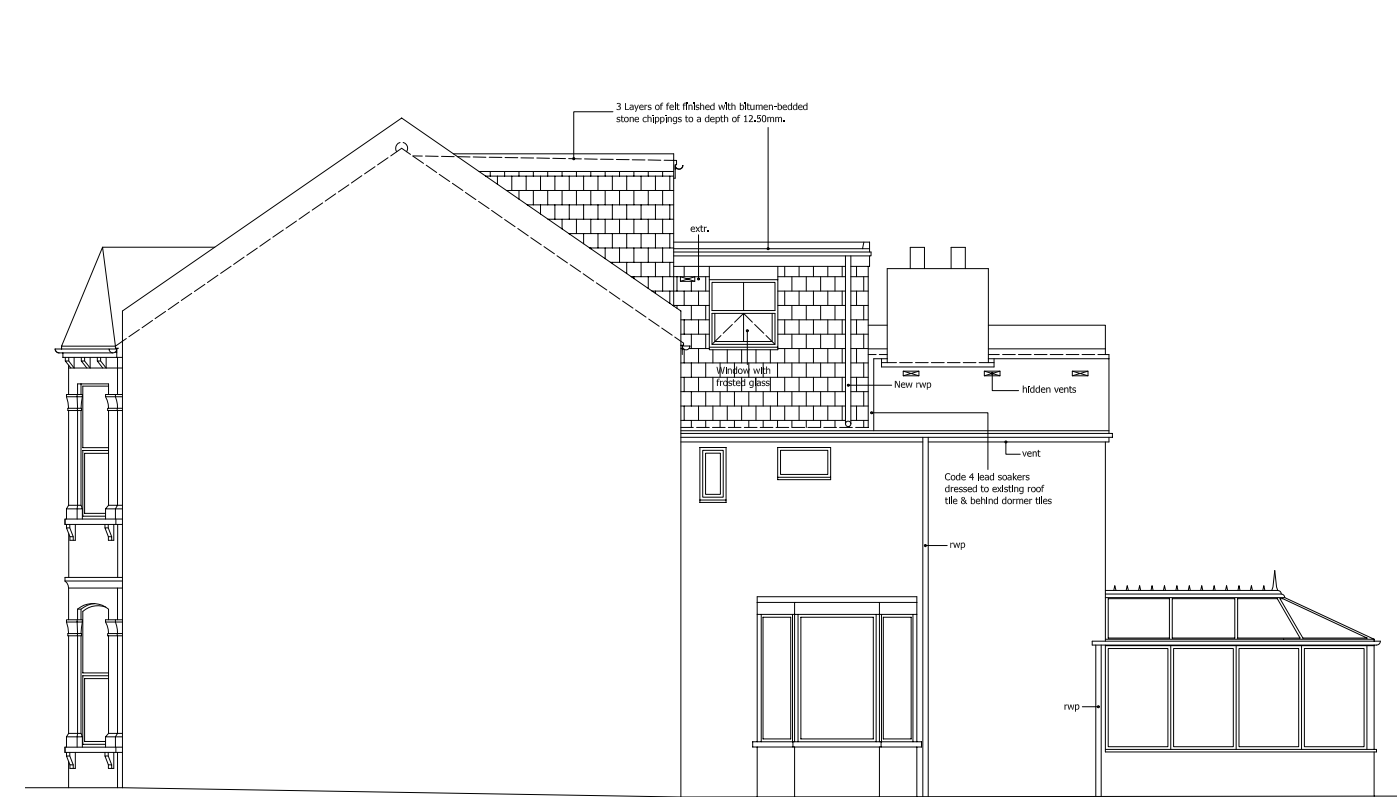 3 Layers of felt finished with bitumen-bedded
stone chippings to a depth of 12.50mm.
extr.
Window with
frosted glass
New rwp
hidden vents
vent
Code 4 lead soakers
dressed to existing roof
tile & behind dormer tiles
rwp
rwp